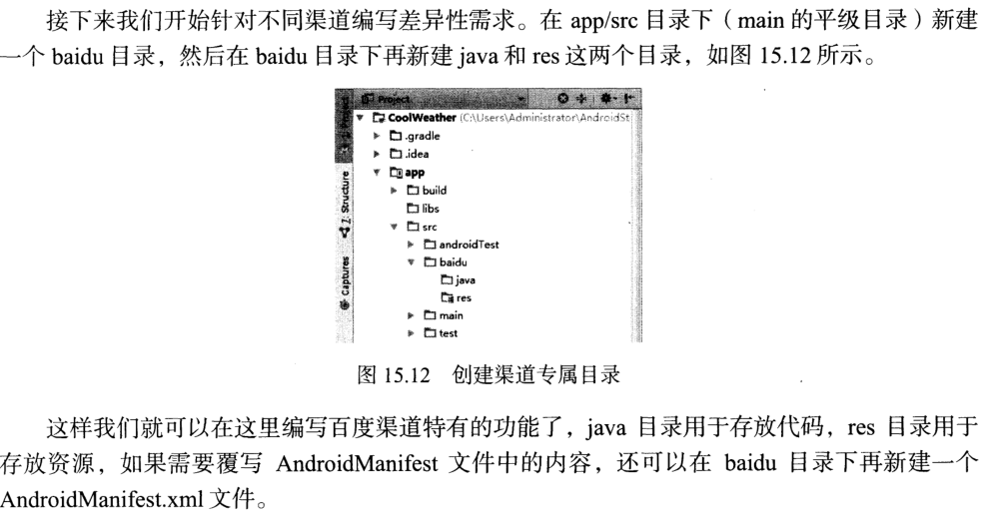 接下来我们开始针对不同渠道编写差异性需求。在 app/src 目录下（main 的平级目录）新建
一个 baidu 目录，然后在 baidu 目录下再新建 java 和 res 这两个目录，如图 15.12 所示。
Project
1: Project
CoolWeather (C:\Users\Administrator\AndroidSt
.gradle
.idea
app
build
7: Structure
libs
src
androidTest
baidu
Captures
java
res
main
test
图 15.12 创建渠道专属目录
这样我们就可以在这里编写百度渠道特有的功能了，java 目录用于存放代码，res 目录用于
存放资源，如果需要覆写 AndroidManifest 文件中的内容，还可以在 baidu 目录下再新建一个
AndroidManifest.xml 文件。